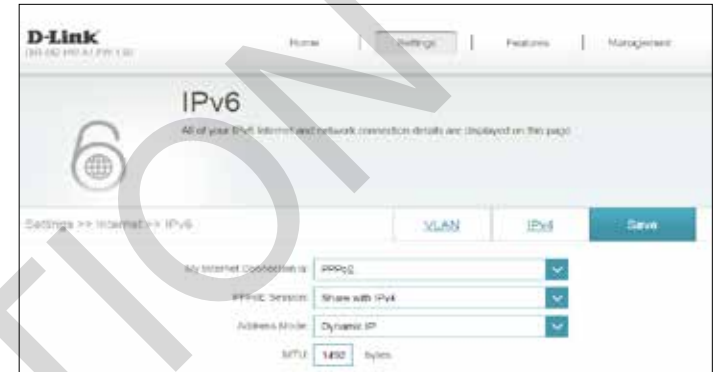 D-Link
Home | Settings | Features | Management
IPv6
All of your IPv6 Internet and network connection details are displayed on this page.
Settings >> Internet >> IPv6
VLAN
IPv4
Save
My Internet Connection is: PPPoE
PPPoE Session: Share with IPv4
Address Mode: Dynamic IP
MTU: 1492 bytes
TION